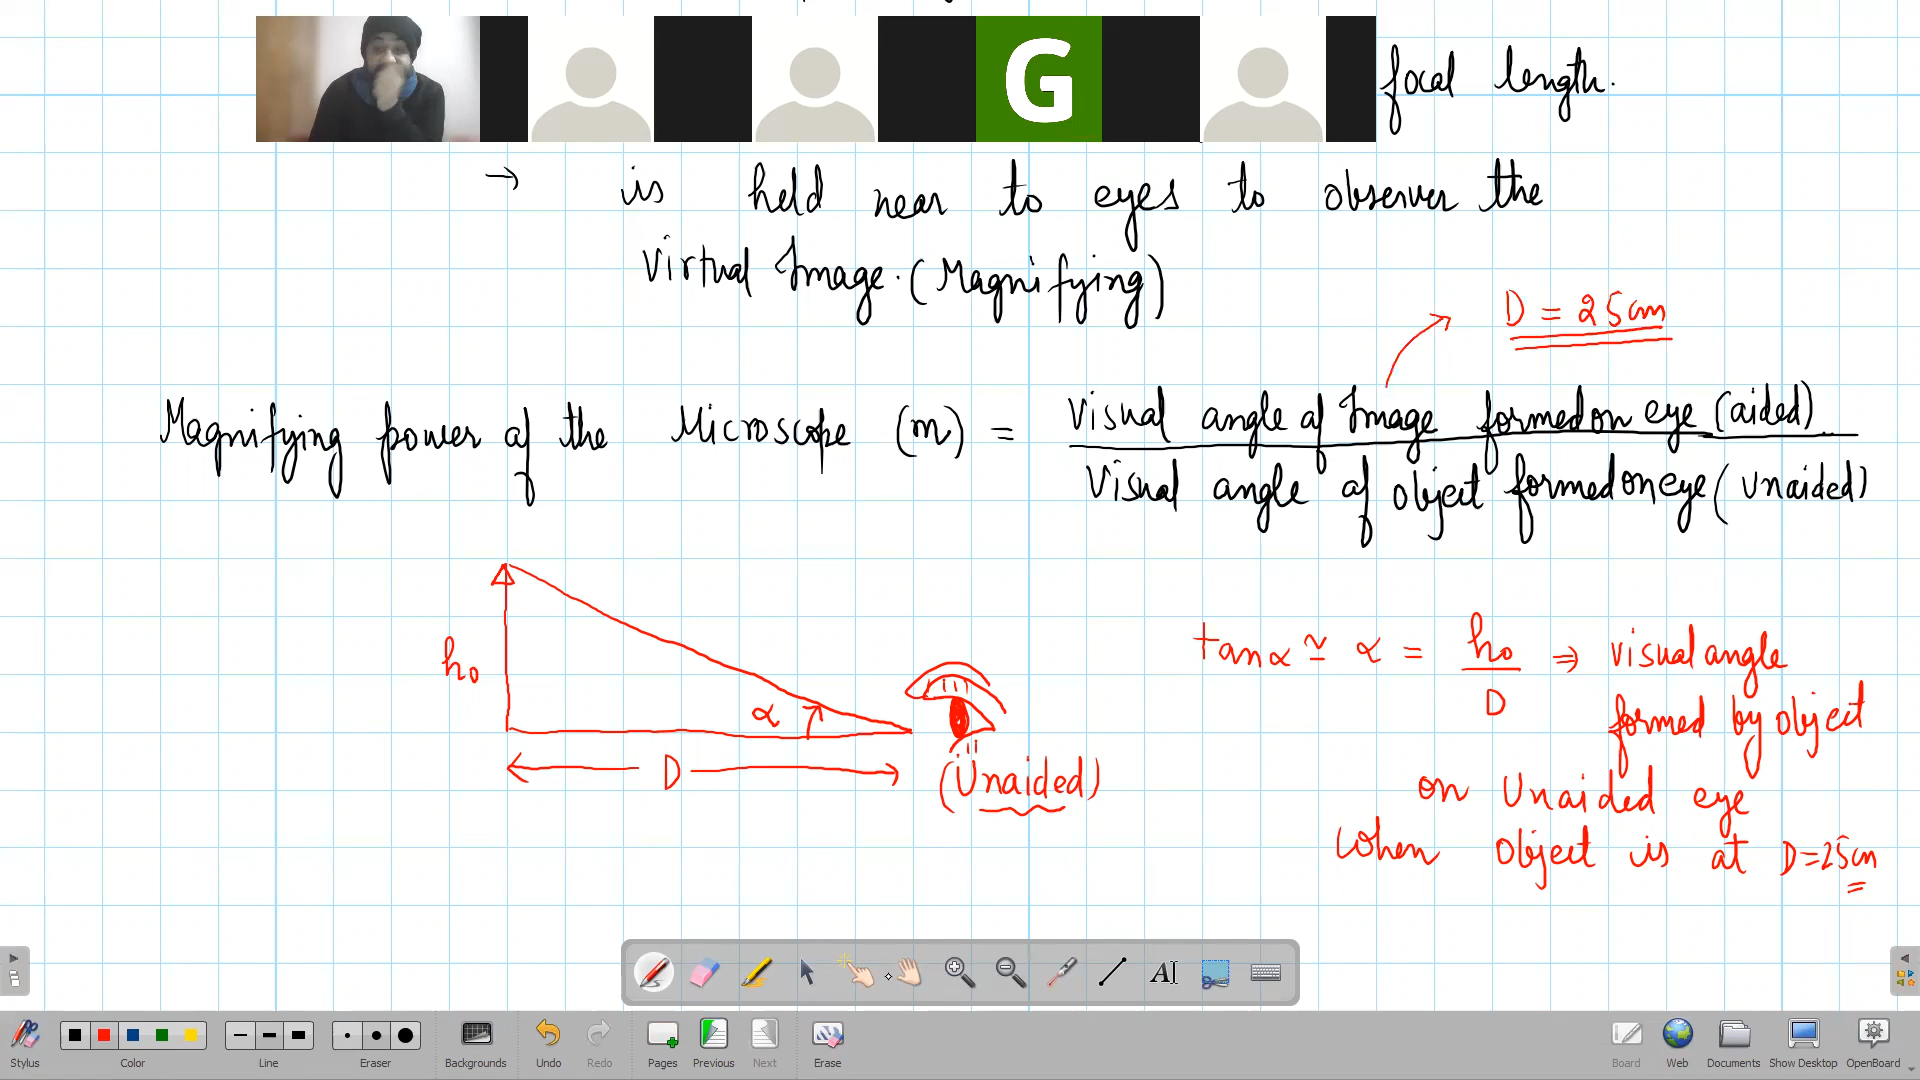 G
focal length.
→ is held near to eyes to observer the
Virtual Image. (Magnifying)
D = 25cm
Magnifying power of the Microscope (m) = Visual angle of Image formed on eye (aided)
Visual angle of object formed on eye (Unaided)
h₀
α
D
(Unaided)
tanα ≃ α = h₀/D ⇒ visual angle
formed by object
on Unaided eye
when object is at D=25cm
AI
Stylus
Color
Line
Eraser
Backgrounds
Undo
Redo
Pages
Previous
Next
Erase
Board
Web
Documents
Show Desktop
OpenBoard